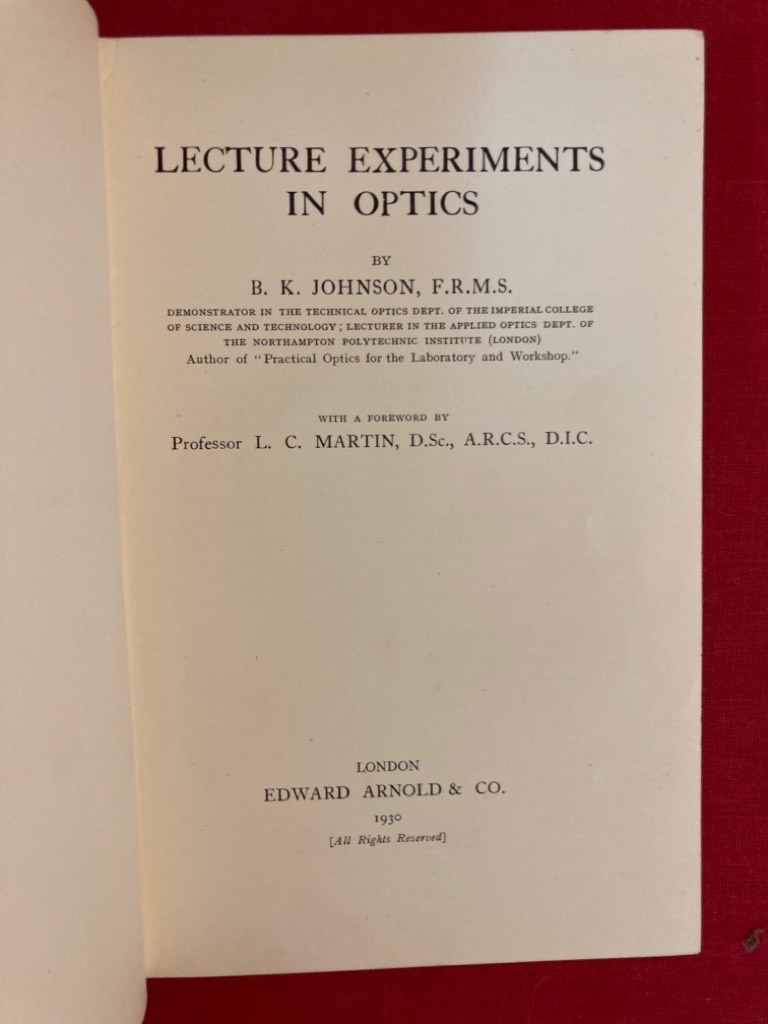 LECTURE EXPERIMENTS
IN OPTICS
BY
B. K. JOHNSON, F.R.M.S.
DEMONSTRATOR IN THE TECHNICAL OPTICS DEPT. OF THE IMPERIAL COLLEGE
OF SCIENCE AND TECHNOLOGY; LECTURER IN THE APPLIED OPTICS DEPT. OF
THE NORTHAMPTON POLYTECHNIC INSTITUTE (LONDON)
Author of "Practical Optics for the Laboratory and Workshop."
WITH A FOREWORD BY
Professor L. C. MARTIN, D.Sc., A.R.C.S., D.I.C.
LONDON
EDWARD ARNOLD & CO.
1930
[All Rights Reserved]